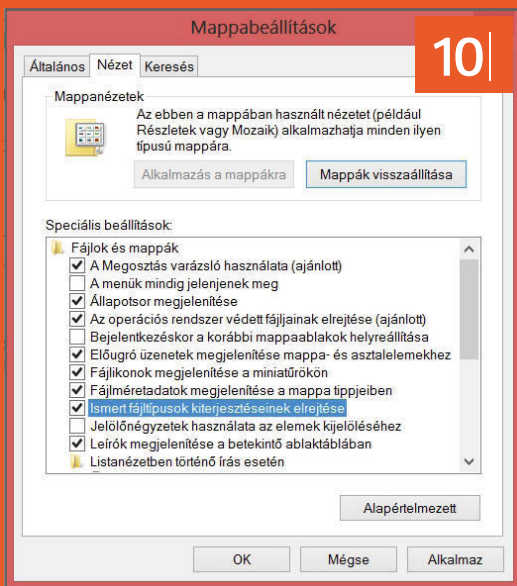 Mappabeállítások
10
Általános Nézet Keresés
Mappanézetek
Az ebben a mappában használt nézetet (például
Részletek vagy Mozaik) alkalmazhatja minden ilyen
típusú mappára.
Alkalmazás a mappákra Mappák visszaállítása
Speciális beállítások:
Fájlok és mappák
A Megosztás varázsló használata (ajánlott)
A menük mindig jelenjenek meg
Állapotsor megjelenítése
Az operációs rendszer védett fájljainak elrejtése (ajánlott)
Bejelentkezéskor a korábbi mappaablakok helyreállítása
Előugró üzenetek megjelenítése mappa- és asztalelemekhez
Fájlikonok megjelenítése a miniatűrökön
Fájlméretadatok megjelenítése a mappa tippjeiben
Ismert fájltípusok kiterjesztéseinek elrejtése
Jelölőnégyzetek használata az elemek kijelöléséhez
Leírók megjelenítése a betekintő ablaktáblában
Listanézetben történő írás esetén
Alapértelmezett
OK Mégse Alkalmaz